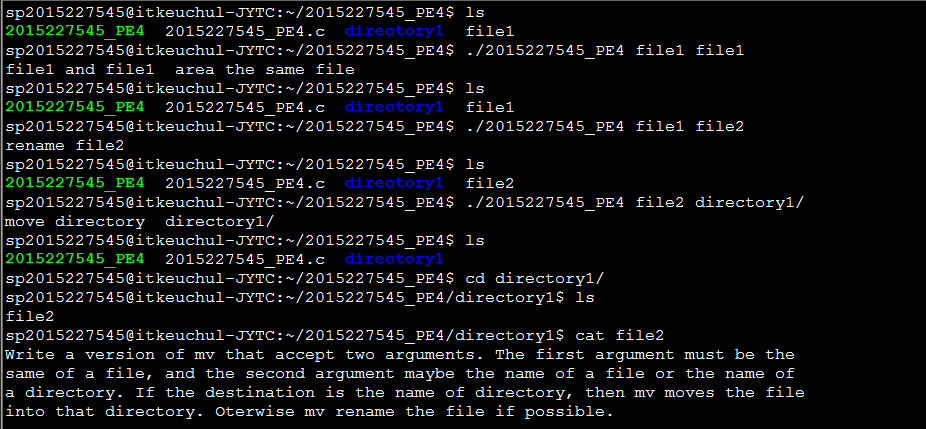 sp2015227545@itkeuchul-JYTC:~/2015227545_PE4$ ls
2015227545_PE4  2015227545_PE4.c  directory1  file1
sp2015227545@itkeuchul-JYTC:~/2015227545_PE4$ ./2015227545_PE4 file1 file1
file1 and file1  area the same file
sp2015227545@itkeuchul-JYTC:~/2015227545_PE4$ ls
2015227545_PE4  2015227545_PE4.c  directory1  file1
sp2015227545@itkeuchul-JYTC:~/2015227545_PE4$ ./2015227545_PE4 file1 file2
rename file2
sp2015227545@itkeuchul-JYTC:~/2015227545_PE4$ ls
2015227545_PE4  2015227545_PE4.c  directory1  file2
sp2015227545@itkeuchul-JYTC:~/2015227545_PE4$ ./2015227545_PE4 file2 directory1/
move directory  directory1/
sp2015227545@itkeuchul-JYTC:~/2015227545_PE4$ ls
2015227545_PE4  2015227545_PE4.c  directory1
sp2015227545@itkeuchul-JYTC:~/2015227545_PE4$ cd directory1/
sp2015227545@itkeuchul-JYTC:~/2015227545_PE4/directory1$ ls
file2
sp2015227545@itkeuchul-JYTC:~/2015227545_PE4/directory1$ cat file2
Write a version of mv that accept two arguments. The first argument must be the
same of a file, and the second argument maybe the name of a file or the name of
a directory. If the destination is the name of directory, then mv moves the file
into that directory. Oterwise mv rename the file if possible.